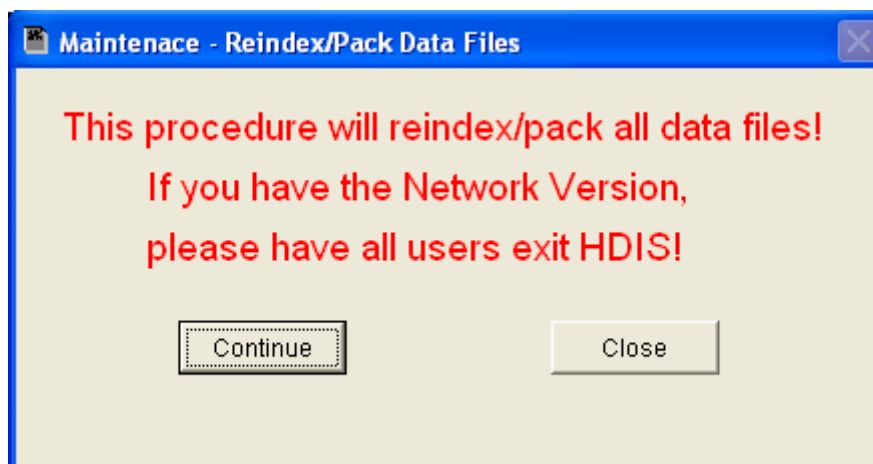 Maintenace - Reindex/Pack Data Files
This procedure will reindex/pack all data files!
If you have the Network Version,
please have all users exit HDIS!
Continue Close